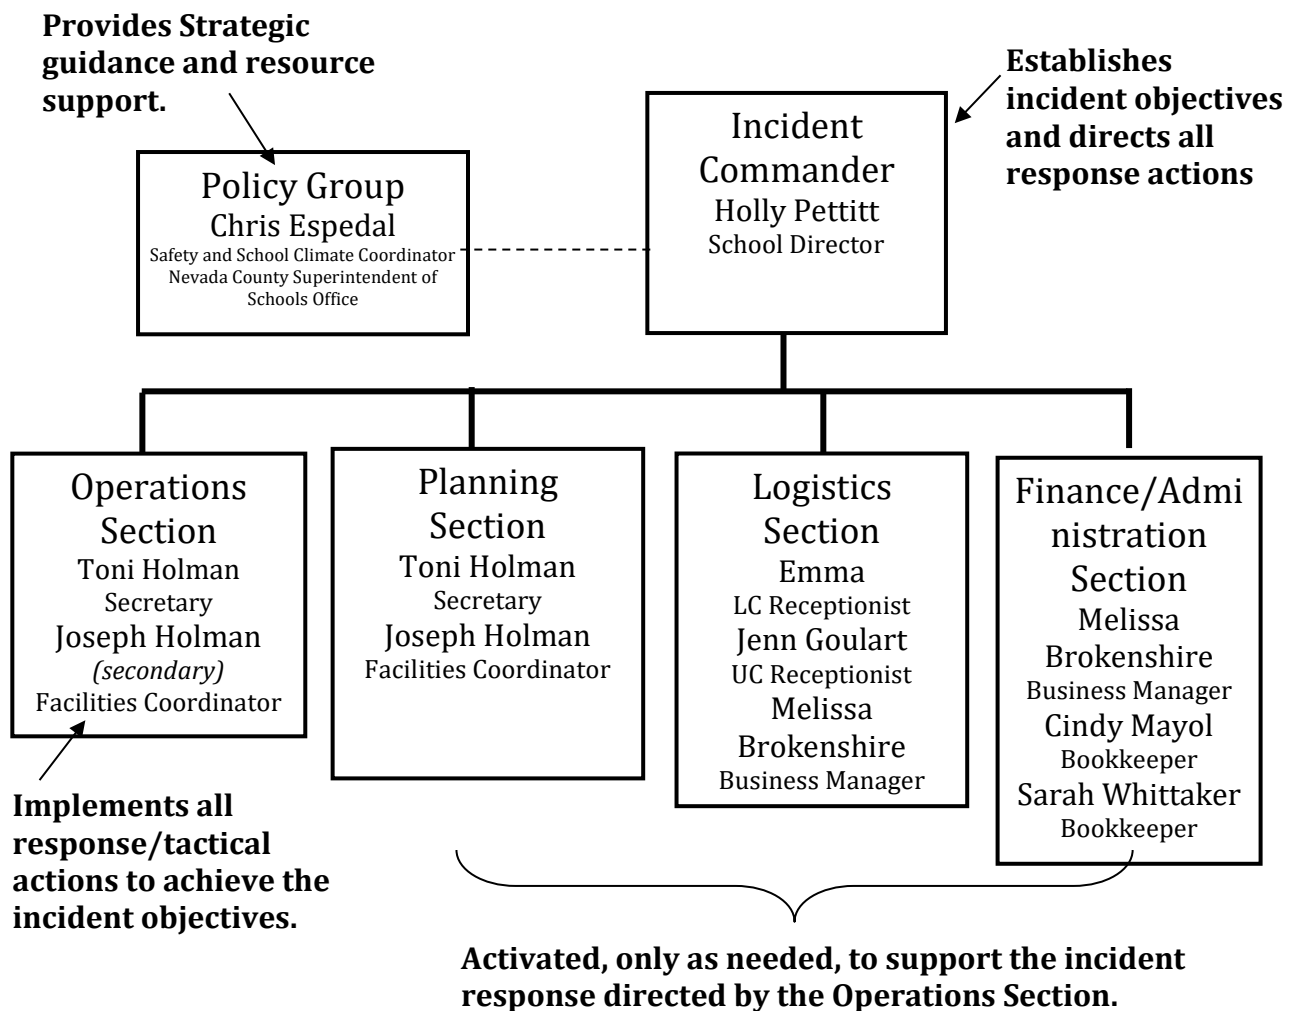 Provides Strategic
guidance and resource
support.
Establishes
incident objectives
and directs all
response actions
Incident
Commander
Holly Pettitt
School Director
Policy Group
Chris Espedal
Safety and School Climate Coordinator
Nevada County Superintendent of
Schools Office
Operations
Section
Toni Holman
Secretary
Joseph Holman
(secondary)
Facilities Coordinator
Planning
Section
Toni Holman
Secretary
Joseph Holman
Facilities Coordinator
Logistics
Section
Emma
LC Receptionist
Jenn Goulart
UC Receptionist
Melissa
Brokenshire
Business Manager
Finance/Admi
nistration
Section
Melissa
Brokenshire
Business Manager
Cindy Mayol
Bookkeeper
Sarah Whittaker
Bookkeeper
Implements all
response/tactical
actions to achieve the
incident objectives.
Activated, only as needed, to support the incident
response directed by the Operations Section.